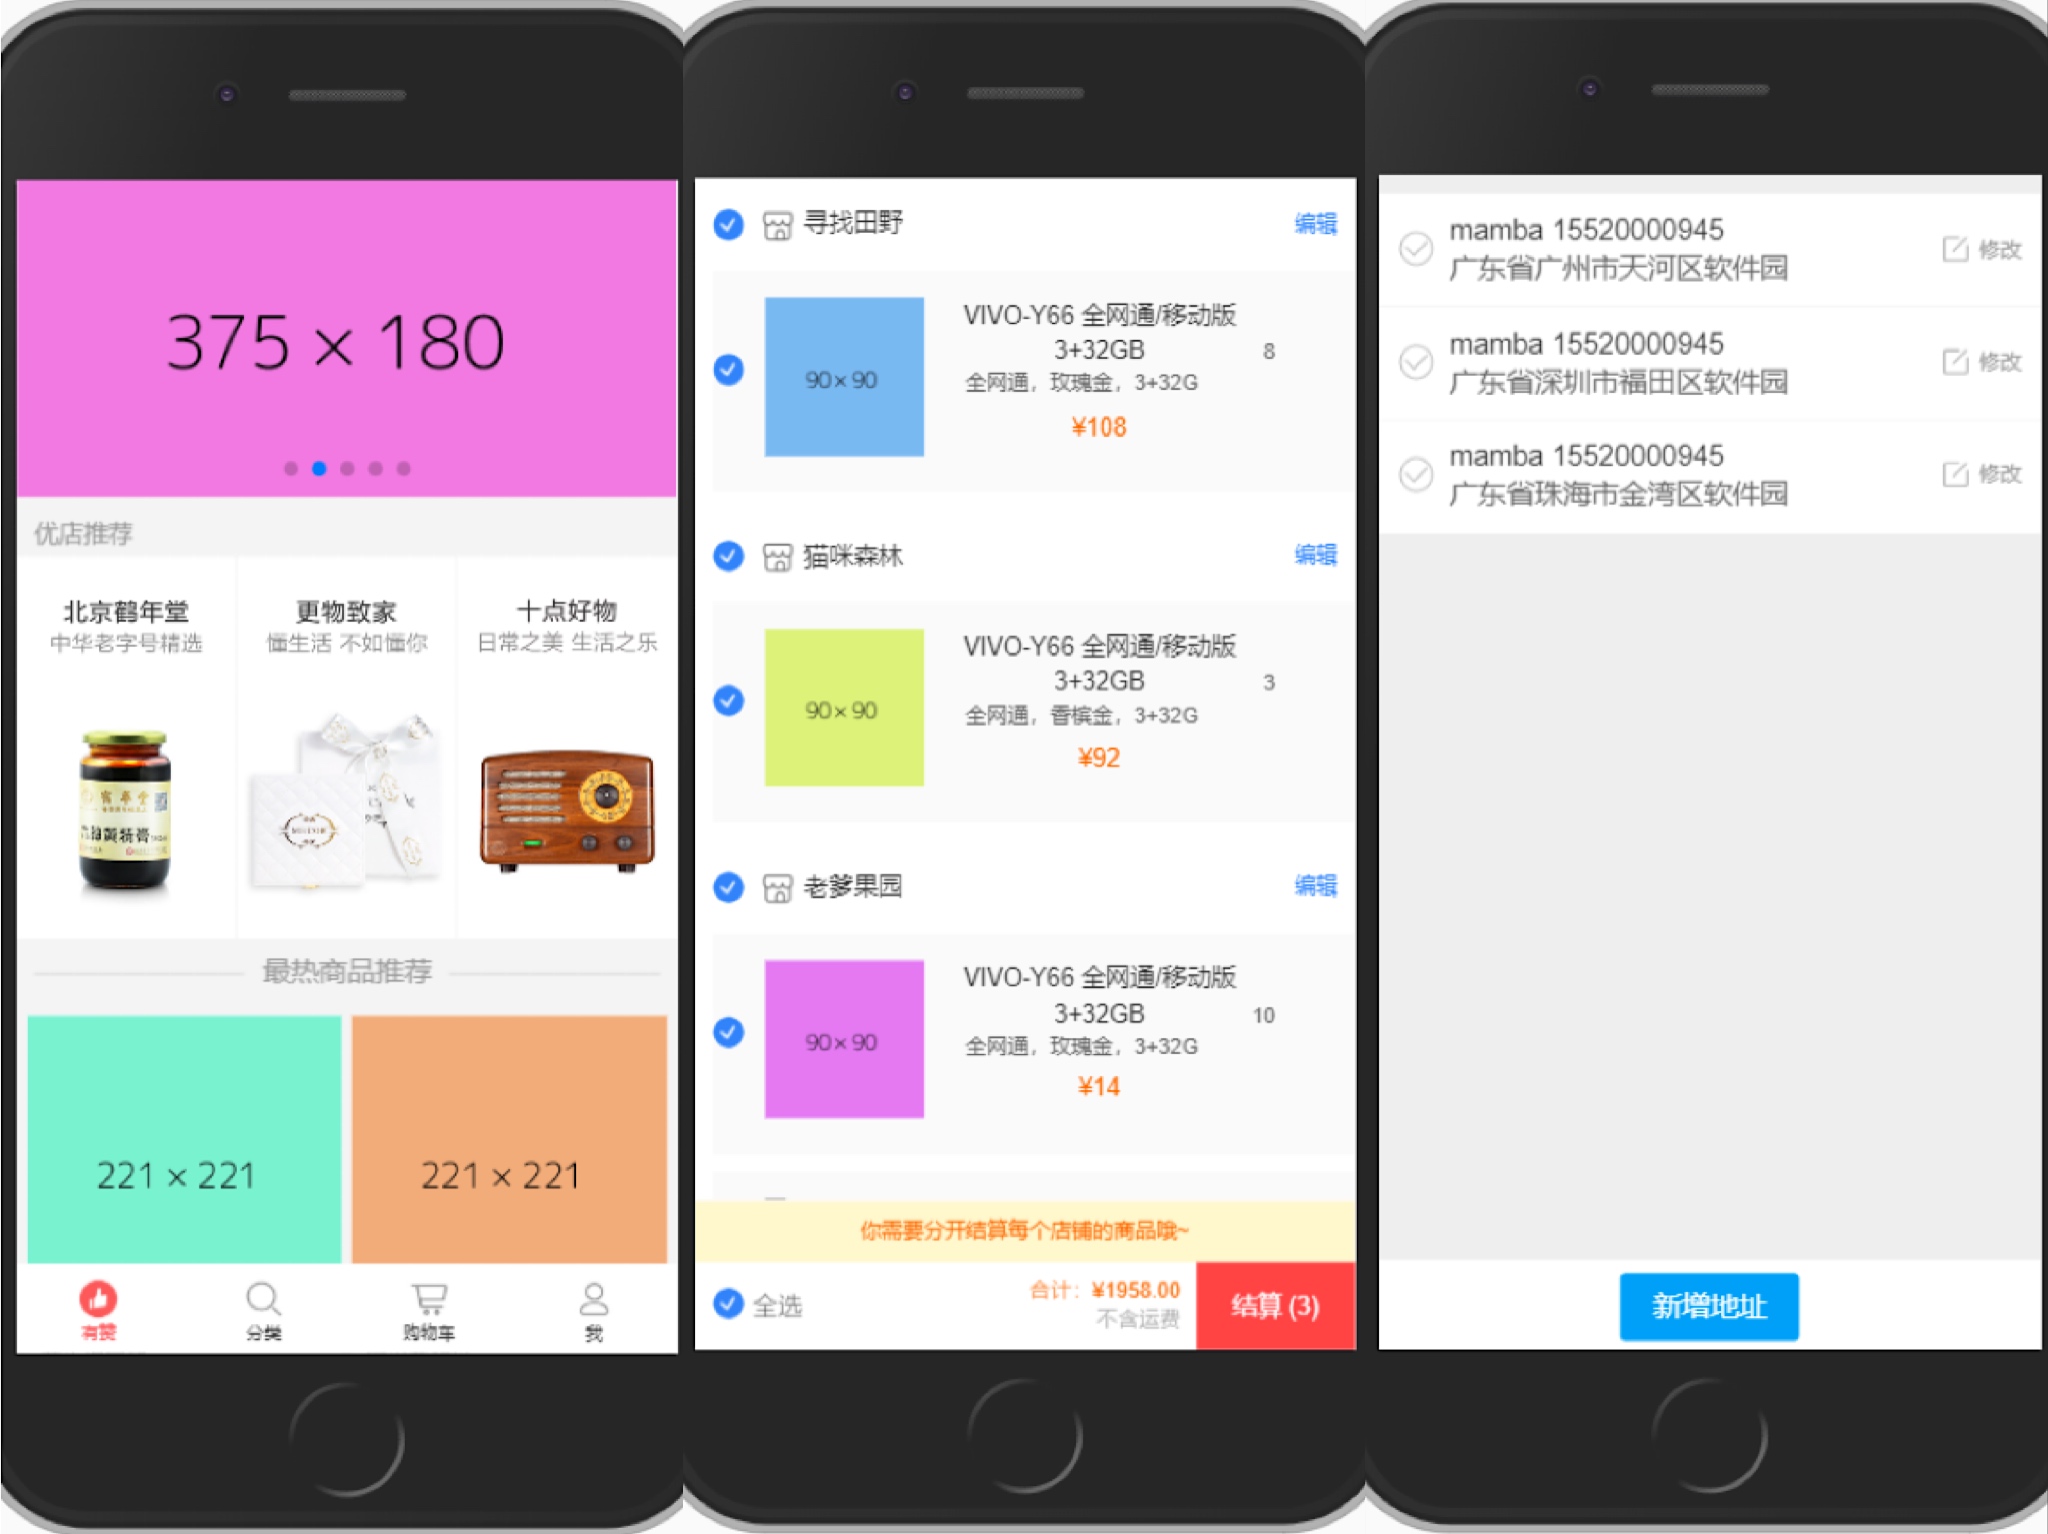 375 × 180
优店推荐
北京鹤年堂
中华老字号精选
更物致家
懂生活 不如懂你
十点好物
日常之美 生活之乐
最热商品推荐
221 × 221
221 × 221
有赞
分类
购物车
我
寻找田野
编辑
90×90
VIVO-Y66 全网通/移动版
3+32GB
8
全网通，玫瑰金，3+32G
¥108
猫咪森林
编辑
90×90
VIVO-Y66 全网通/移动版
3+32GB
3
全网通，香槟金，3+32G
¥92
老爹果园
编辑
90×90
VIVO-Y66 全网通/移动版
3+32GB
10
全网通，玫瑰金，3+32G
¥14
你需要分开结算每个店铺的商品哦~
全选
合计：¥1958.00
不含运费
结算 (3)
mamba 15520000945
广东省广州市天河区软件园
修改
mamba 15520000945
广东省深圳市福田区软件园
修改
mamba 15520000945
广东省珠海市金湾区软件园
修改
新增地址